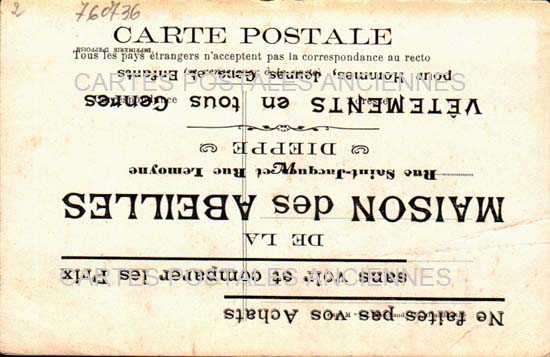 2
760736
CARTE POSTALE
Tous les pays étrangers n'acceptent pas la correspondance au recto
Ne faites pas vos Achats
sans voir et comparer les Prix
DE LA
MAISON des ABEILLES
Rue Saint-Jacques et Rue Lemoyne
DIEPPE
VÊTEMENTS en tous Genres
pour Hommes, Jeunes Gens et Enfants
CARTES POSTALES ANCIENNES
CARTES POSTALES ANCIENNES